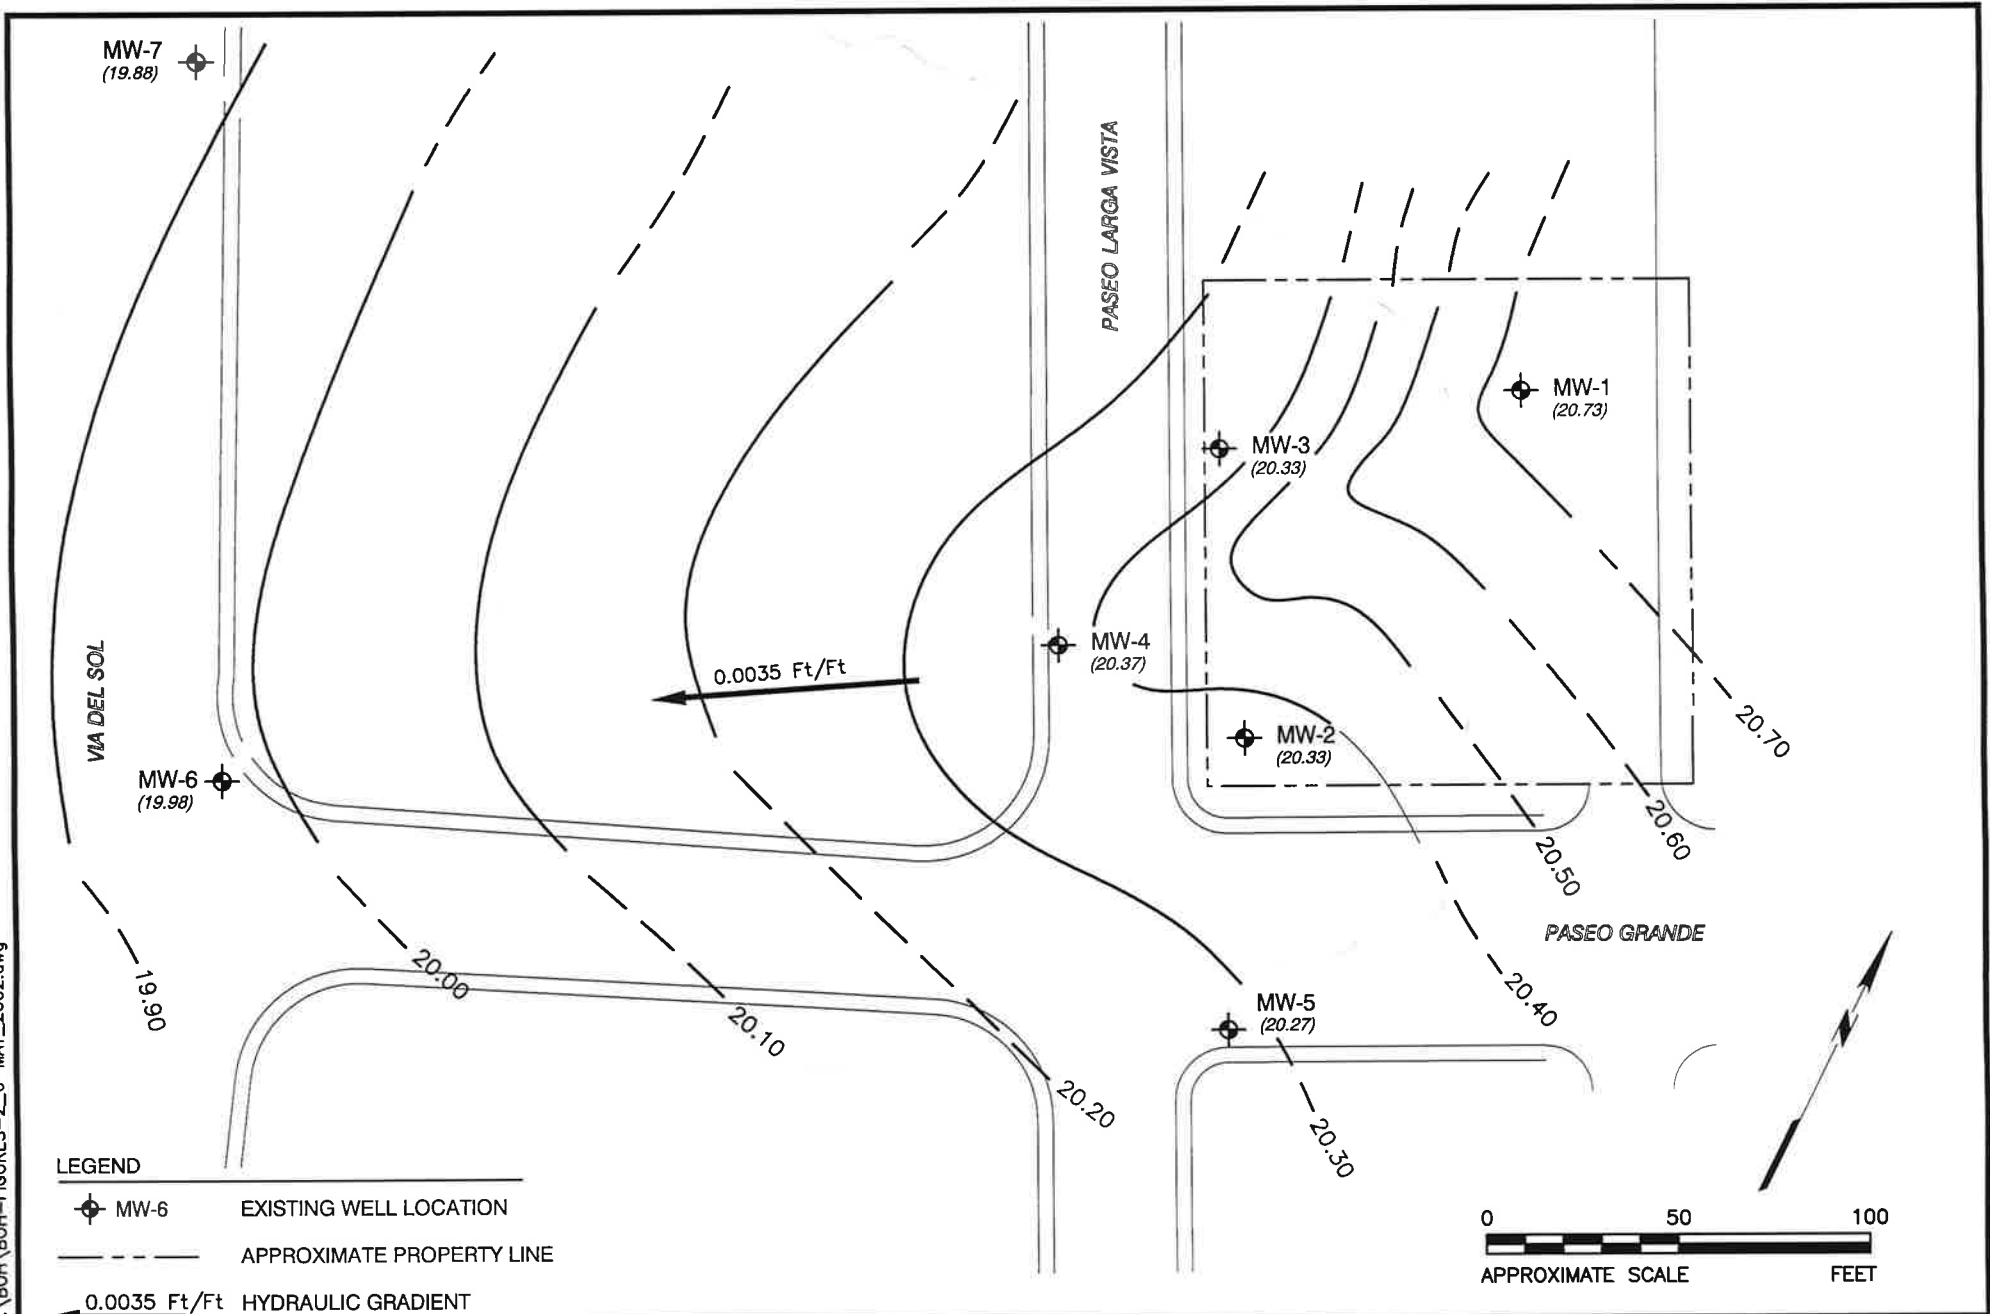 MW-7
(19.88)
PASEO LARGA VISTA
MW-1
(20.73)
MW-3
(20.33)
MW-4
(20.37)
0.0035 Ft/Ft
VIA DEL SOL
MW-2
(20.33)
MW-6
(19.98)
20.70
20.60
20.50
PASEO GRANDE
20.40
19.90
20.00
20.10
20.20
20.30
MW-5
(20.27)
LEGEND
MW-6 EXISTING WELL LOCATION
APPROXIMATE PROPERTY LINE
0.0035 Ft/Ft HYDRAULIC GRADIENT
0 50 100
APPROXIMATE SCALE FEET